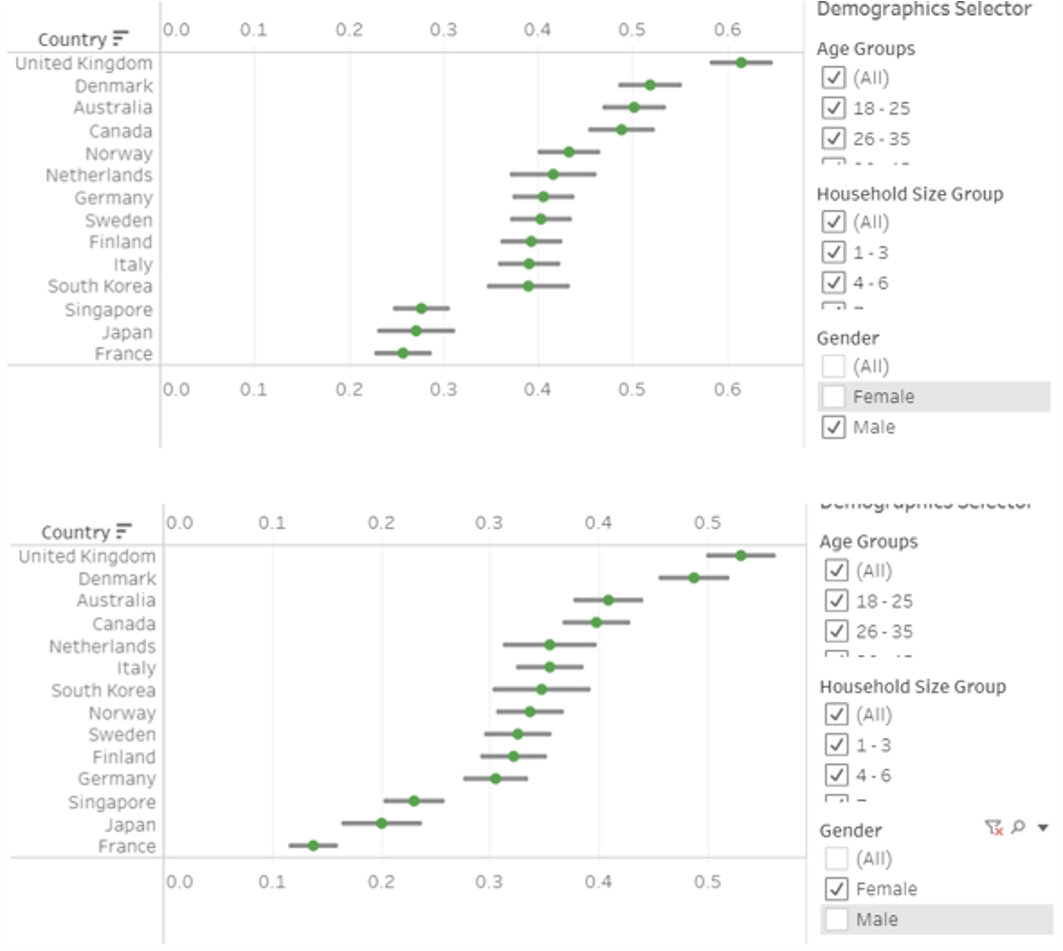 Demographics Selector
Country 0.0 0.1 0.2 0.3 0.4 0.5 0.6
Age Groups
United Kingdom
(All)
Denmark
Australia
18 - 25
Canada
26 - 35
Norway
Netherlands
Household Size Group
Germany
Sweden
(All)
Finland
1 - 3
Italy
South Korea
4 - 6
Singapore
Japan
Gender
France
(All)
0.0 0.1 0.2 0.3 0.4 0.5 0.6
Female
Male
Demographics Selector
Country 0.0 0.1 0.2 0.3 0.4 0.5
Age Groups
United Kingdom
(All)
Denmark
Australia
18 - 25
Canada
26 - 35
Netherlands
Italy
Household Size Group
South Korea
Norway
(All)
Sweden
1 - 3
Finland
Germany
4 - 6
Singapore
Japan
Gender
France
(All)
0.0 0.1 0.2 0.3 0.4 0.5
Female
Male